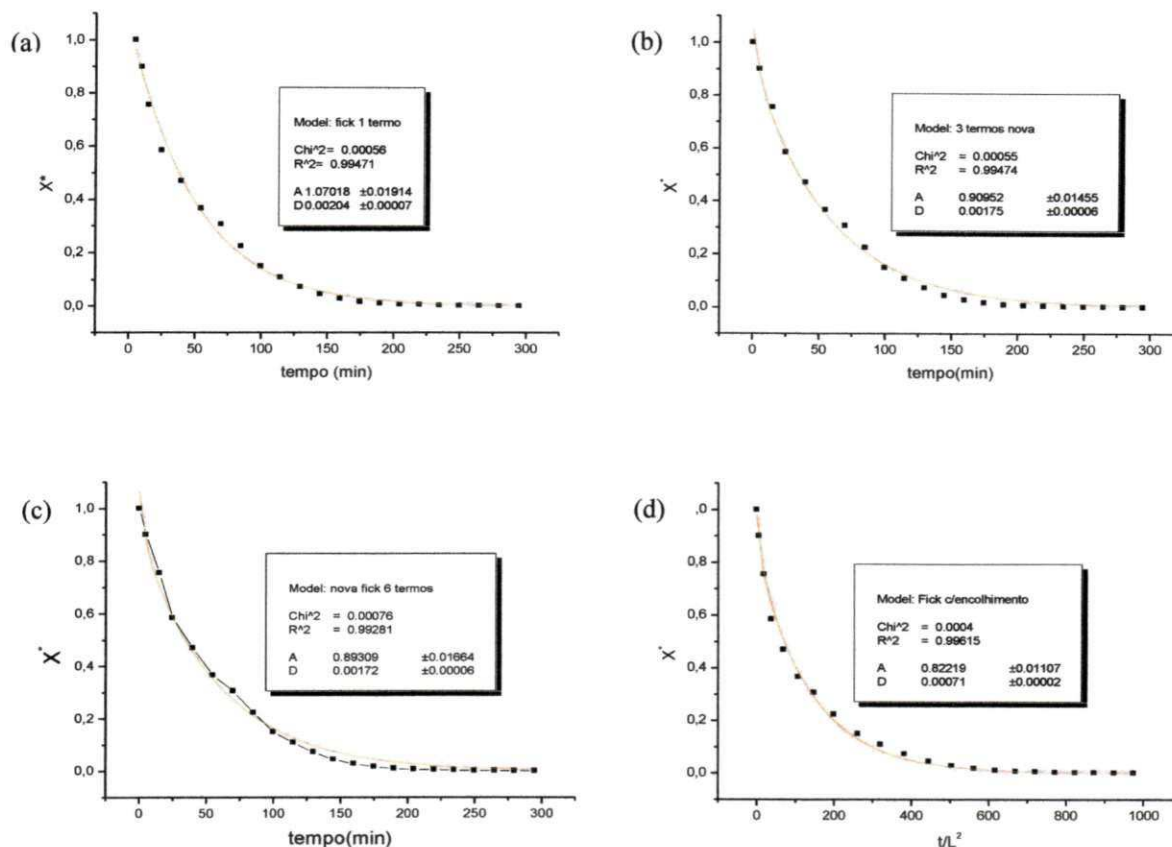 (a)
1,0
0,8
0,6
0,4
0,2
0,0
X*
Model: fick 1 termo
Chi^2= 0.00056
R^2= 0.99471
A 1.07018 ±0.01914
D 0.00204 ±0.00007
0 50 100 150 200 250 300
tempo (min)
(b)
1,0
0,8
0,6
0,4
0,2
0,0
X*
Model: 3 termos nova
Chi^2 = 0.00055
R^2 = 0.99474
A 0.90952 ±0.01455
D 0.00175 ±0.00006
0 50 100 150 200 250 300
tempo(min)
(c)
1,0
0,8
0,6
0,4
0,2
0,0
X*
Model: nova fick 6 termos
Chi^2 = 0.00076
R^2 = 0.99281
A 0.89309 ±0.01664
D 0.00172 ±0.00006
0 50 100 150 200 250 300
tempo(min)
(d)
,0
0,8
0,6
0,4
0,2
0,0
X*
Model: Fick c/encolhimento
Chi^2 = 0.0004
R^2 = 0.99615
A 0.82219 ±0.01107
D 0.00071 ±0.00002
0 200 400 600 800 1000
t/L²